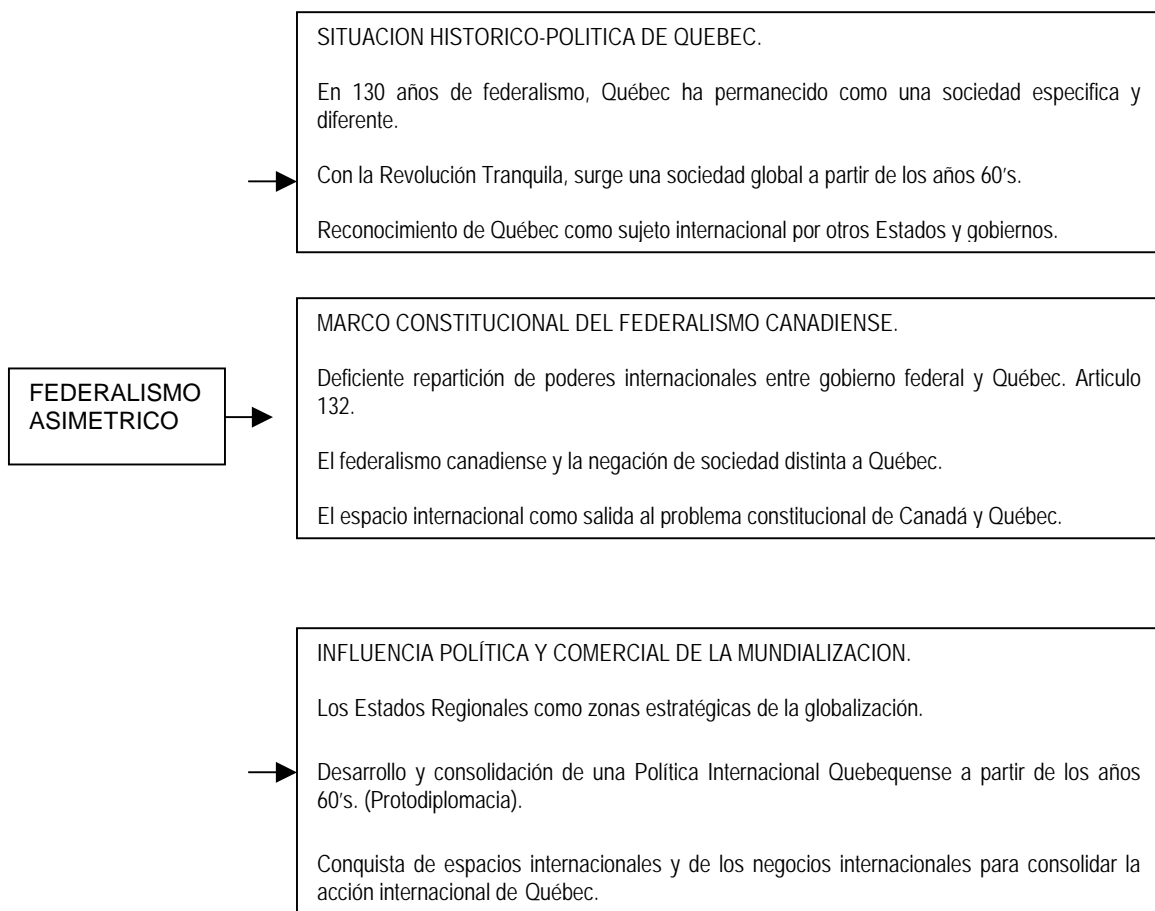 SITUACION HISTORICO-POLITICA DE QUEBEC.
En 130 años de federalismo, Québec ha permanecido como una sociedad especifica y
diferente.
Con la Revolución Tranquila, surge una sociedad global a partir de los años 60's.
Reconocimiento de Québec como sujeto internacional por otros Estados y gobiernos.
FEDERALISMO
ASIMETRICO
MARCO CONSTITUCIONAL DEL FEDERALISMO CANADIENSE.
Deficiente repartición de poderes internacionales entre gobierno federal y Québec. Articulo
132.
El federalismo canadiense y la negación de sociedad distinta a Québec.
El espacio internacional como salida al problema constitucional de Canadá y Québec.
INFLUENCIA POLÍTICA Y COMERCIAL DE LA MUNDIALIZACION.
Los Estados Regionales como zonas estratégicas de la globalización.
Desarrollo y consolidación de una Política Internacional Quebequense a partir de los años
60's. (Protodiplomacia).
Conquista de espacios internacionales y de los negocios internacionales para consolidar la
acción internacional de Québec.